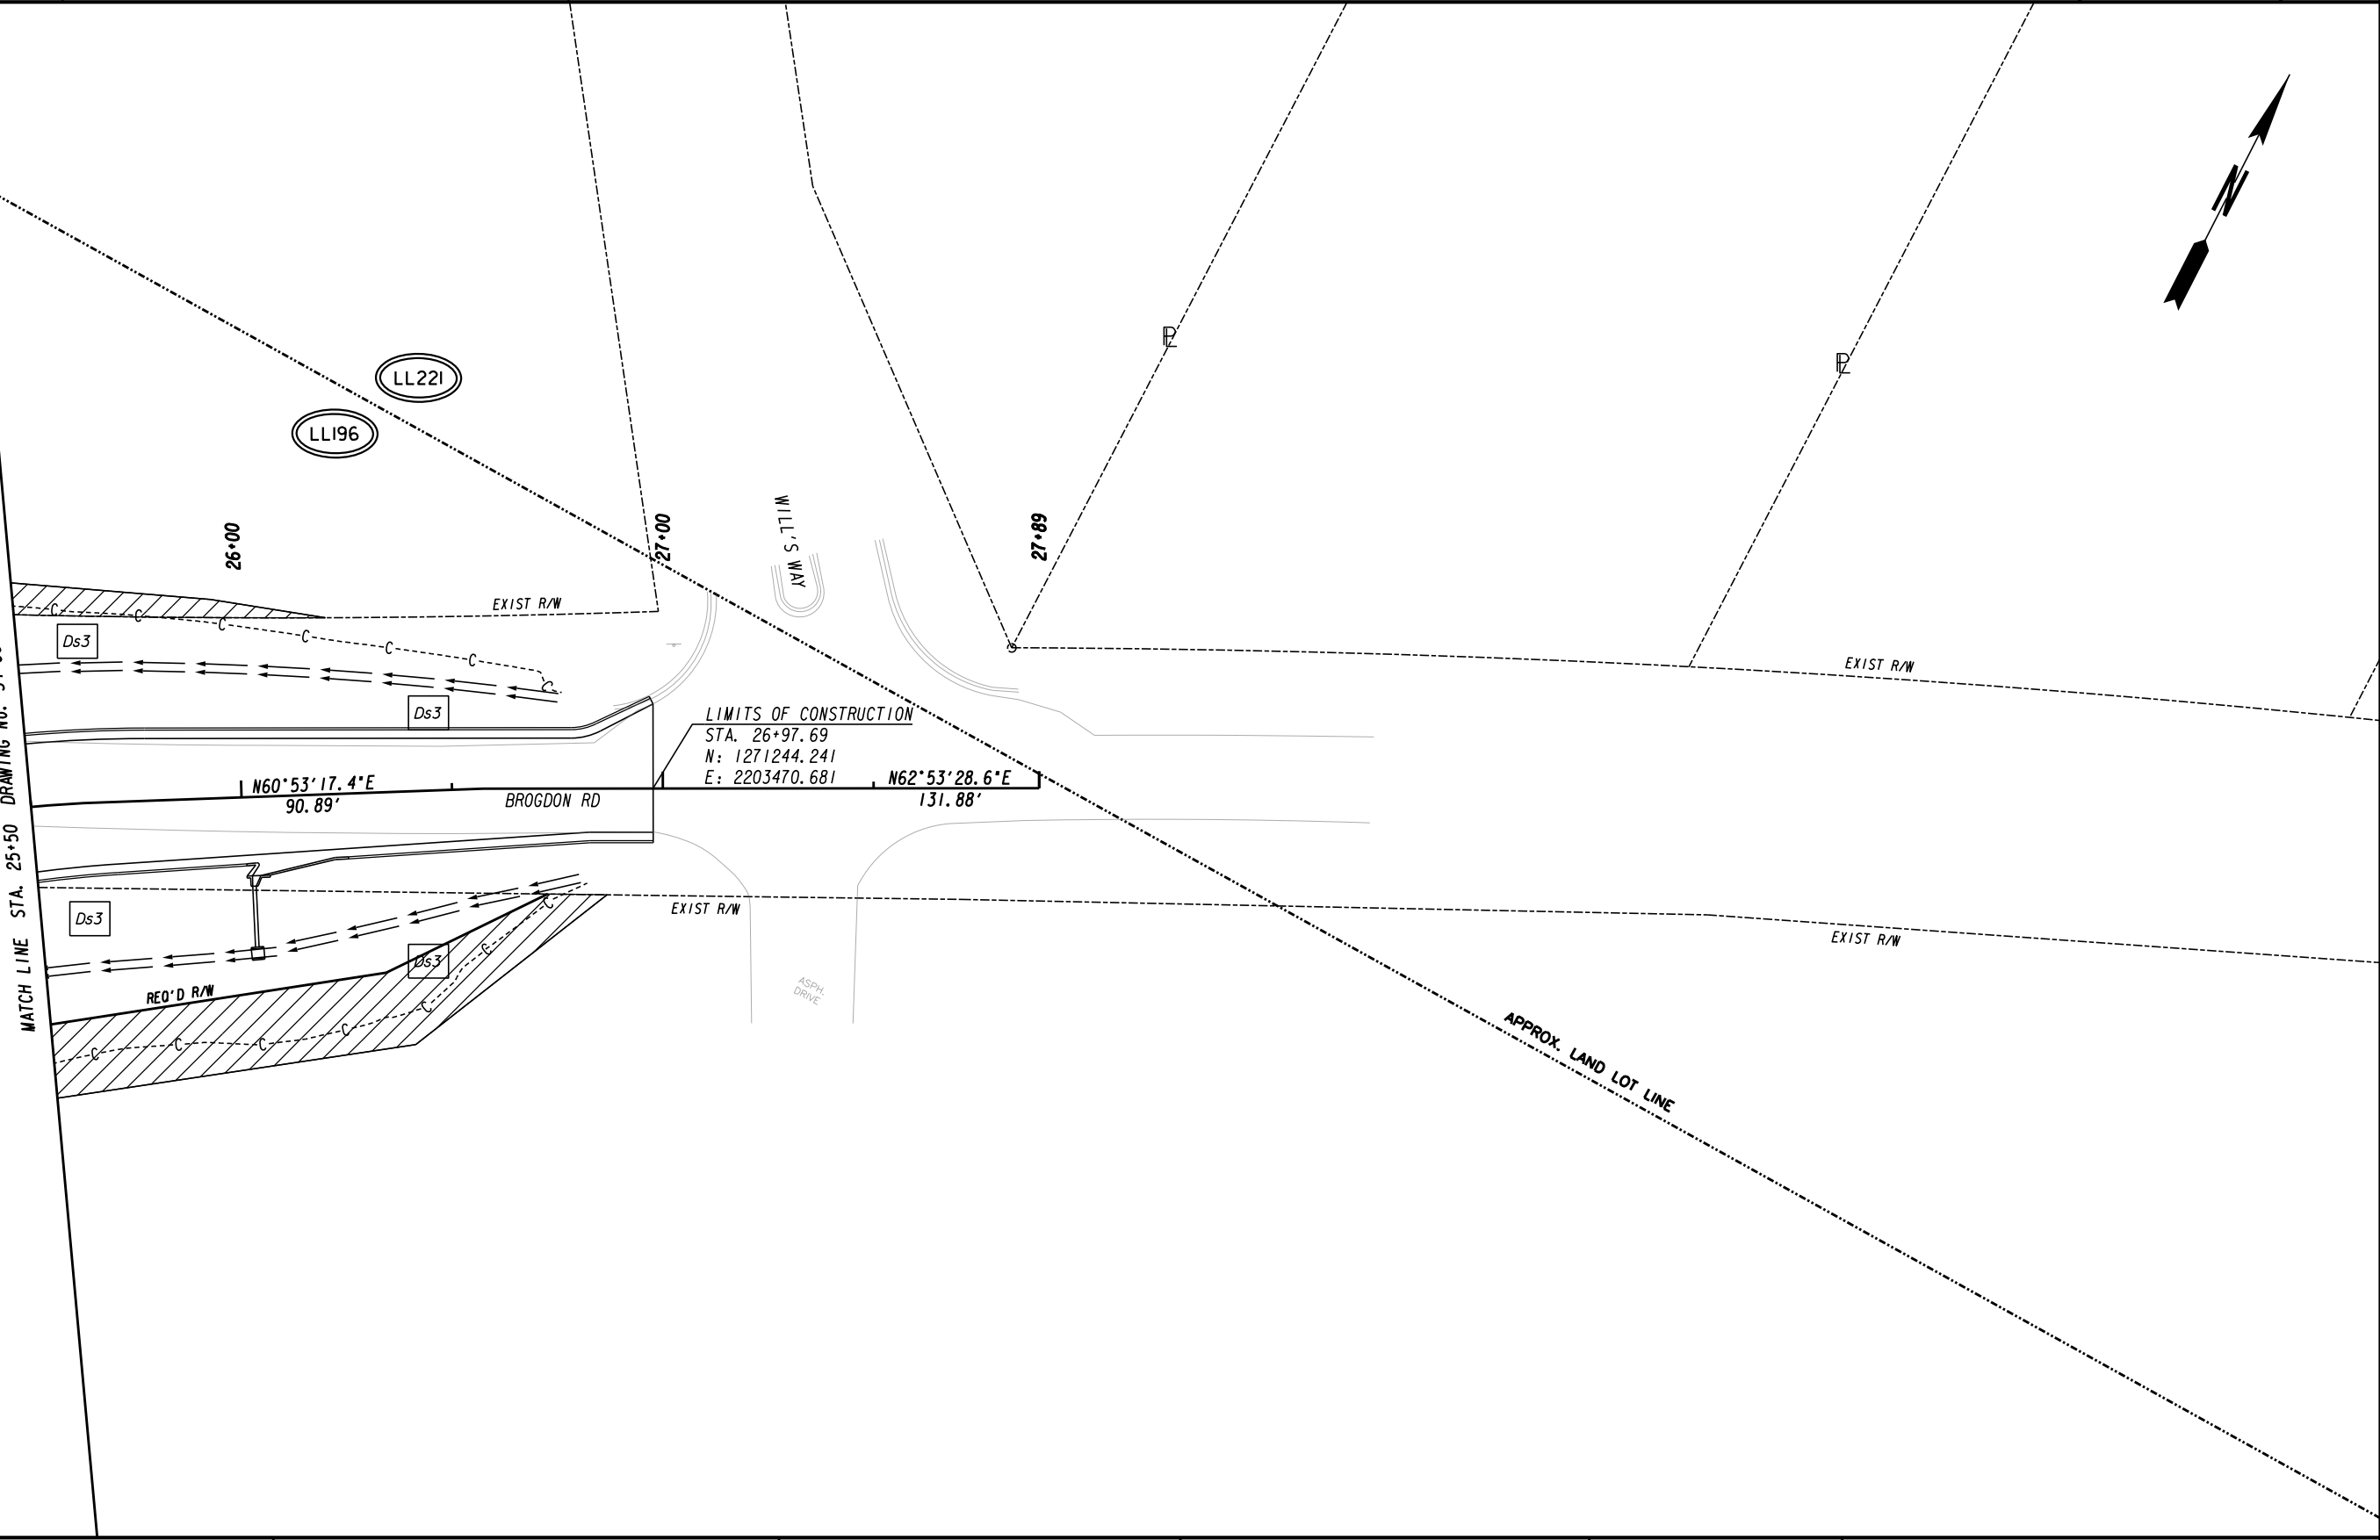 N
P
L
P
L
LL221
LL196
26+00
27+00
27+89
WILL'S WAY
EXIST R/W
C
C
C
C
C
C
C
Ds3
Ds3
EXIST R/W
LIMITS OF CONSTRUCTION
STA. 26+97.69
N: 1271244.241
E: 2203470.681
N60°53'17.4"E
90.89'
BROGDON RD
N62°53'28.6"E
131.88'
MATCH LINE STA. 25+50 DRAWING NO.
Ds3
Ds3
EXIST R/W
EXIST R/W
REQ'D R/W
C
C
C
C
C
C
C
ASPH.
DRIVE
APPROX. LAND LOT LINE